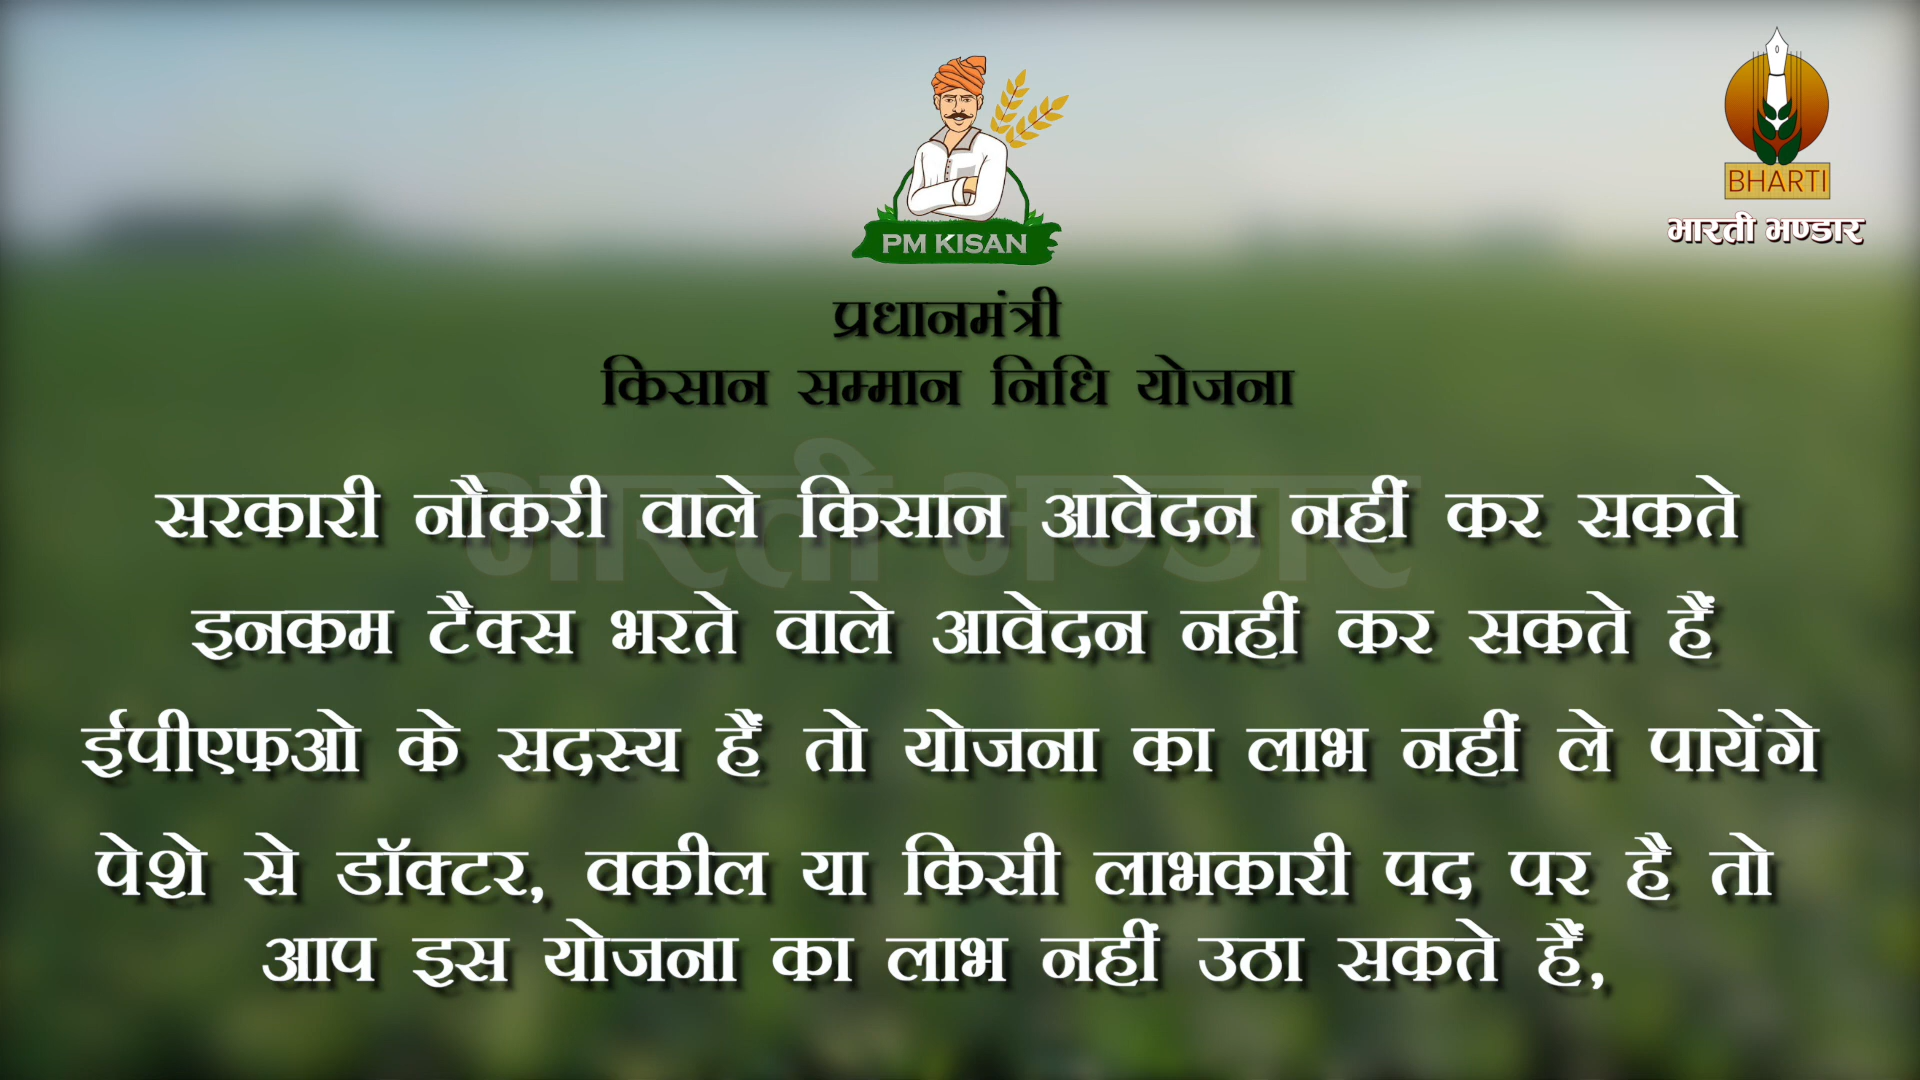 PM KISAN
BHARTI
भारती भण्डार
प्रधानमंत्री
किसान सम्मान निधि योजना
भारती भण्डार
सरकारी नौकरी वाले किसान आवेदन नहीं कर सकते
इनकम टैक्स भरते वाले आवेदन नहीं कर सकते हैं
ईपीएफओ के सदस्य हैं तो योजना का लाभ नहीं ले पायेंगे
पेशे से डॉक्टर, वकील या किसी लाभकारी पद पर है तो
आप इस योजना का लाभ नहीं उठा सकते हैं,